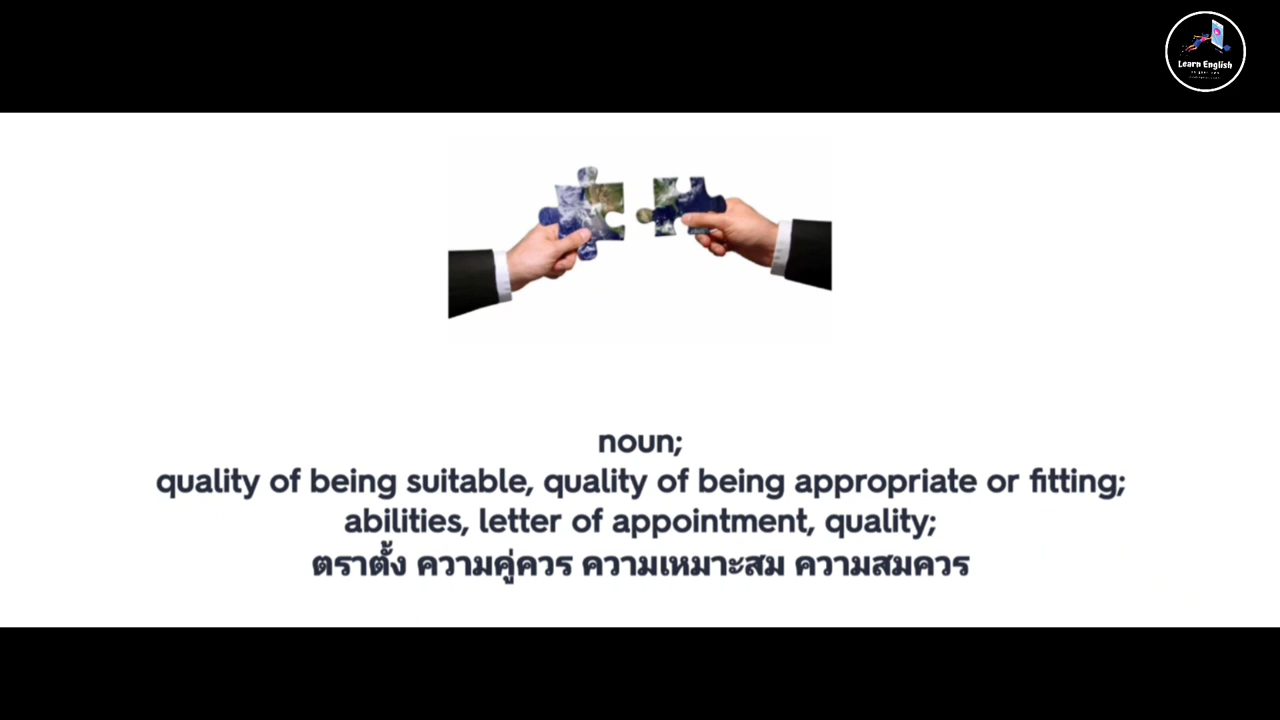 Learn English
noun;
quality of being suitable, quality of being appropriate or fitting;
abilities, letter of appointment, quality;
ตราตั้ง ความคู่ควร ความเหมาะสม ความสมควร